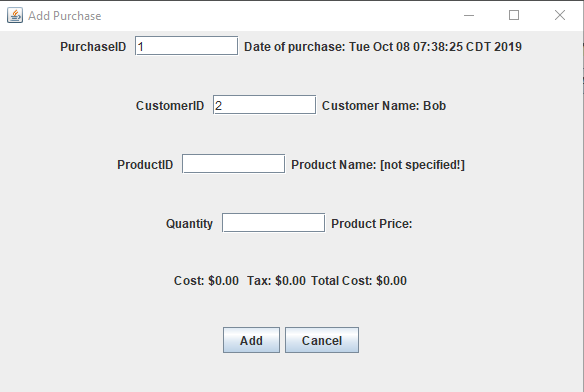 Add Purchase
PurchaseID 1 Date of purchase: Tue Oct 08 07:38:25 CDT 2019
CustomerID 2 Customer Name: Bob
ProductID Product Name: [not specified!]
Quantity Product Price:
Cost: $0.00 Tax: $0.00 Total Cost: $0.00
Add Cancel